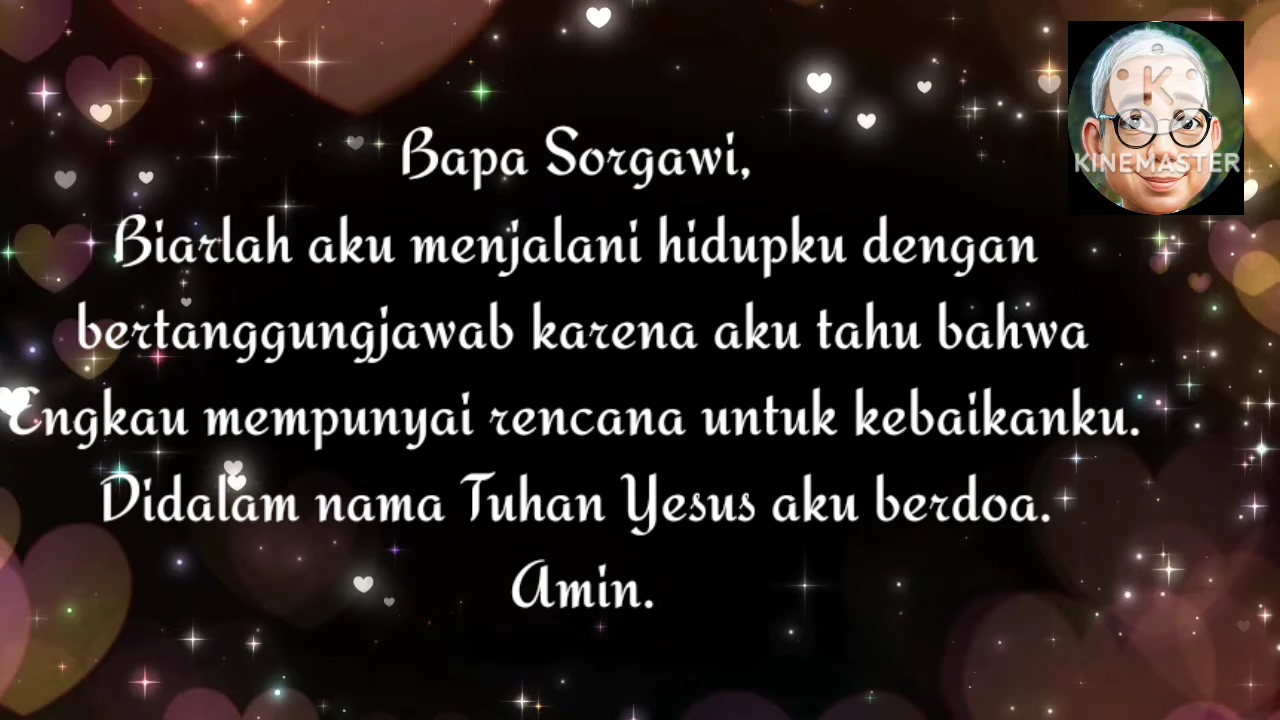 Bapa Sorgawi,
Biarlah aku menjalani hidupku dengan
bertanggungjawab karena aku tahu bahwa
Engkau mempunyai rencana untuk kebaikanku.
Didalam nama Tuhan Yesus aku berdoa.
Amin.
K
KINEMASTER